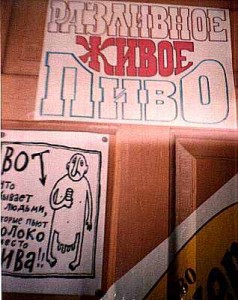 РАЗЛИВНОЕ
ЖИВОЕ
ПИВО
ВОТ
ЧТО
БЫВАЕТ
ЛЮДЬМИ,
КОТОРЫЕ ПЬЮТ
МОЛОКО
ВМЕСТО
ПИВА!!